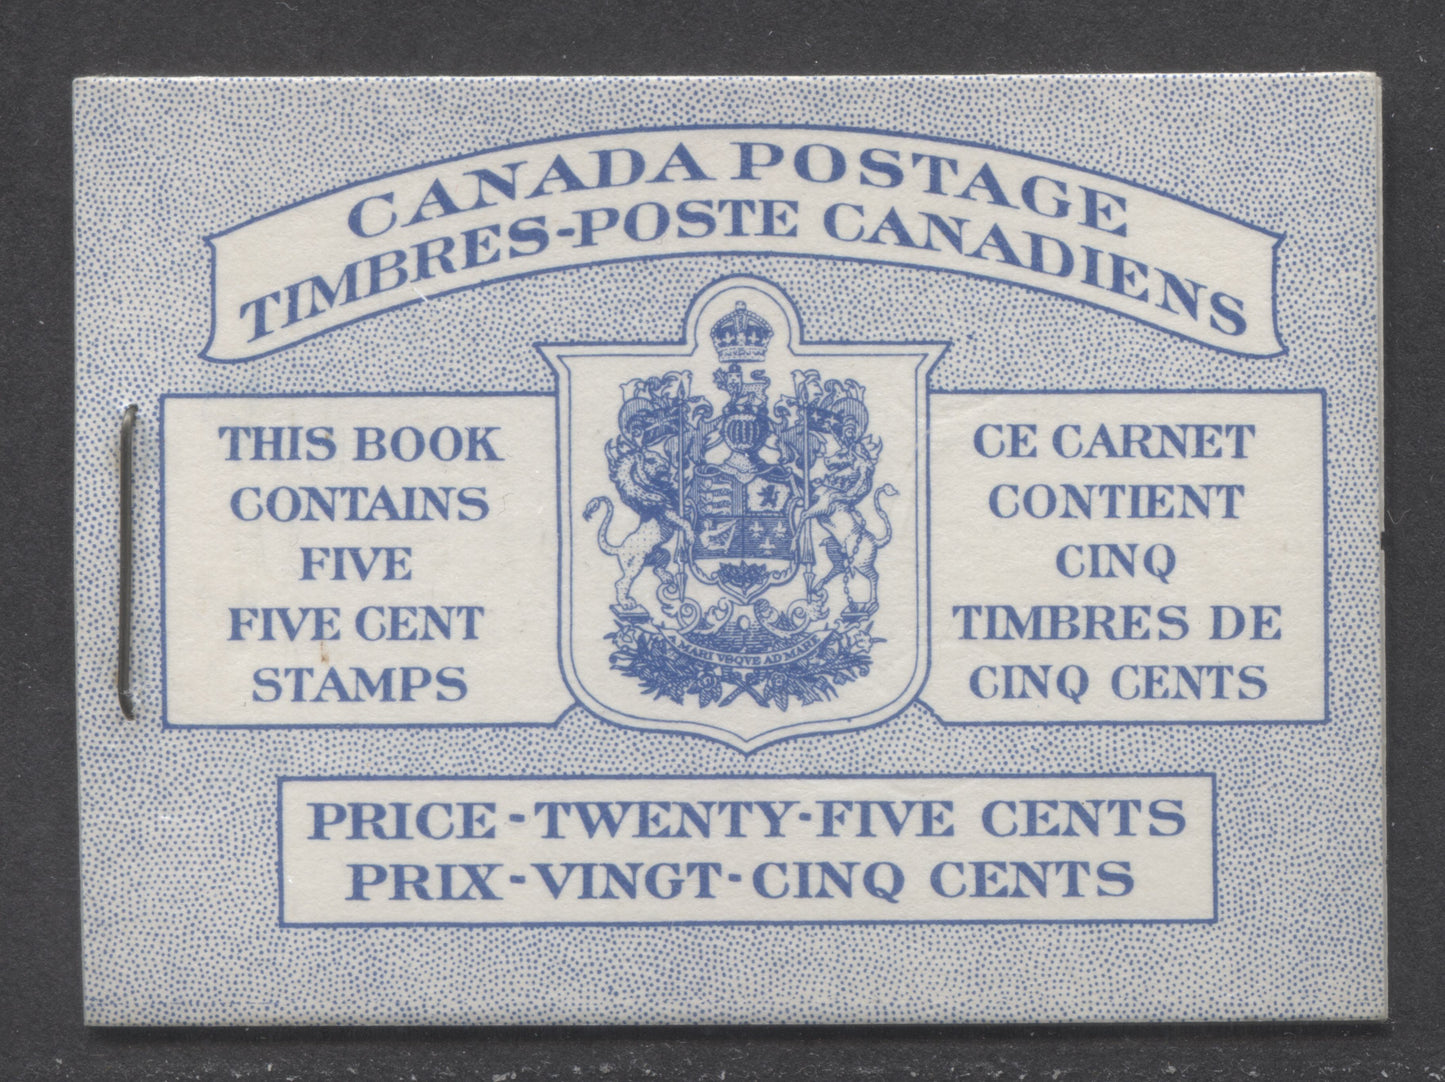 CANADA POSTAGE
TIMBRES-POSTE CANADIENS
THIS BOOK
CONTAINS
FIVE
FIVE CENT
STAMPS
MARI VSQVE AD MARE
CE CARNET
CONTIENT
CINQ
TIMBRES DE
CINQ CENTS
PRICE-TWENTY-FIVE CENTS
PRIX-VINGT-CINQ CENTS